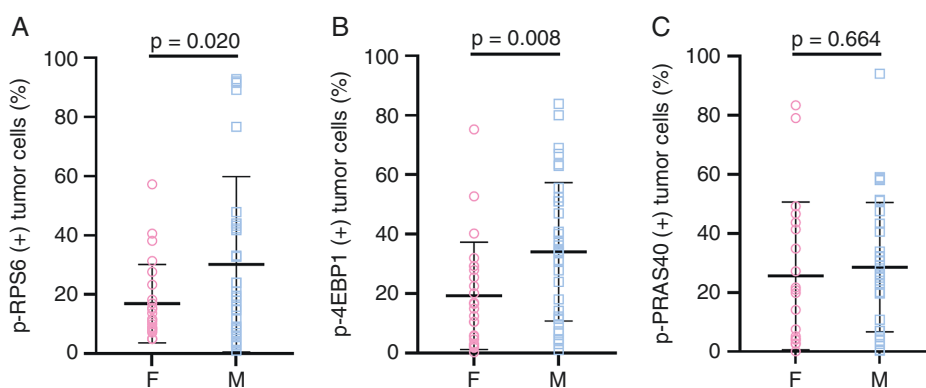 A
p = 0.020
p-RPS6 (+) tumor cells (%)
100
80
60
40
20
0
F M
B
p = 0.008
p-4EBP1 (+) tumor cells (%)
100
80
60
40
20
0
F M
C
p = 0.664
p-PRAS40 (+) tumor cells (%)
100
80
60
40
20
0
F M